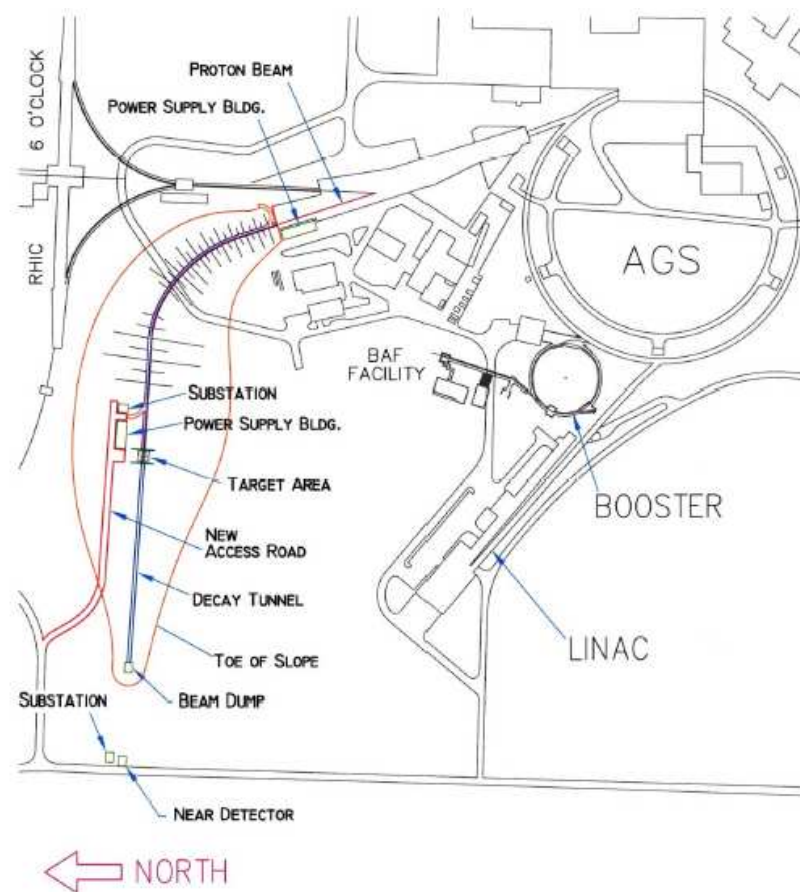 PROTON BEAM
POWER SUPPLY BLDG.
6 O'CLOCK
RHIC
AGS
BAF
FACILITY
SUBSTATION
POWER SUPPLY BLDG.
TARGET AREA
BOOSTER
NEW
ACCESS ROAD
DECAY TUNNEL
LINAC
TOE OF SLOPE
BEAM DUMP
SUBSTATION
NEAR DETECTOR
NORTH